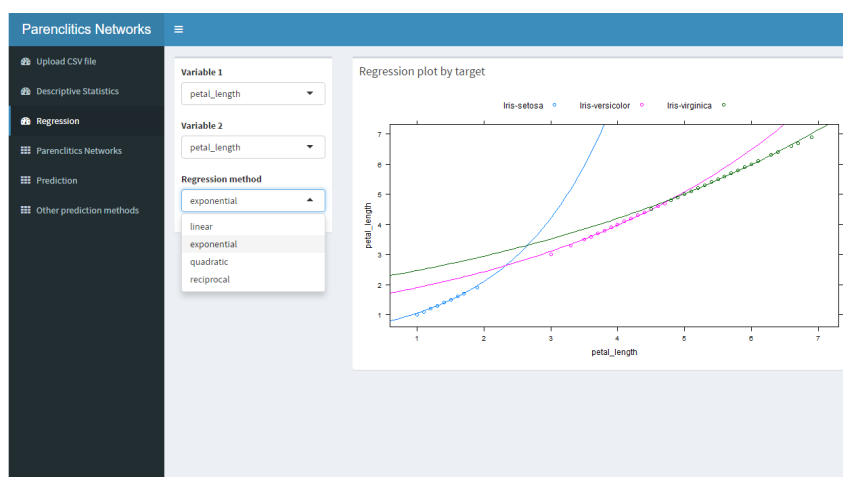 Parenclitics Networks
Upload CSV file
Descriptive Statistics
Regression
Parenclitics Networks
Prediction
Other prediction methods
Variable 1
petal_length
Variable 2
petal_length
Regression method
exponential
linear
exponential
quadratic
reciprocal
Regression plot by target
Iris-setosa Iris-versicolor Iris-virginica
petal_length
7
6
5
4
3
2
1
1 2 3 4 5 6 7
petal_length